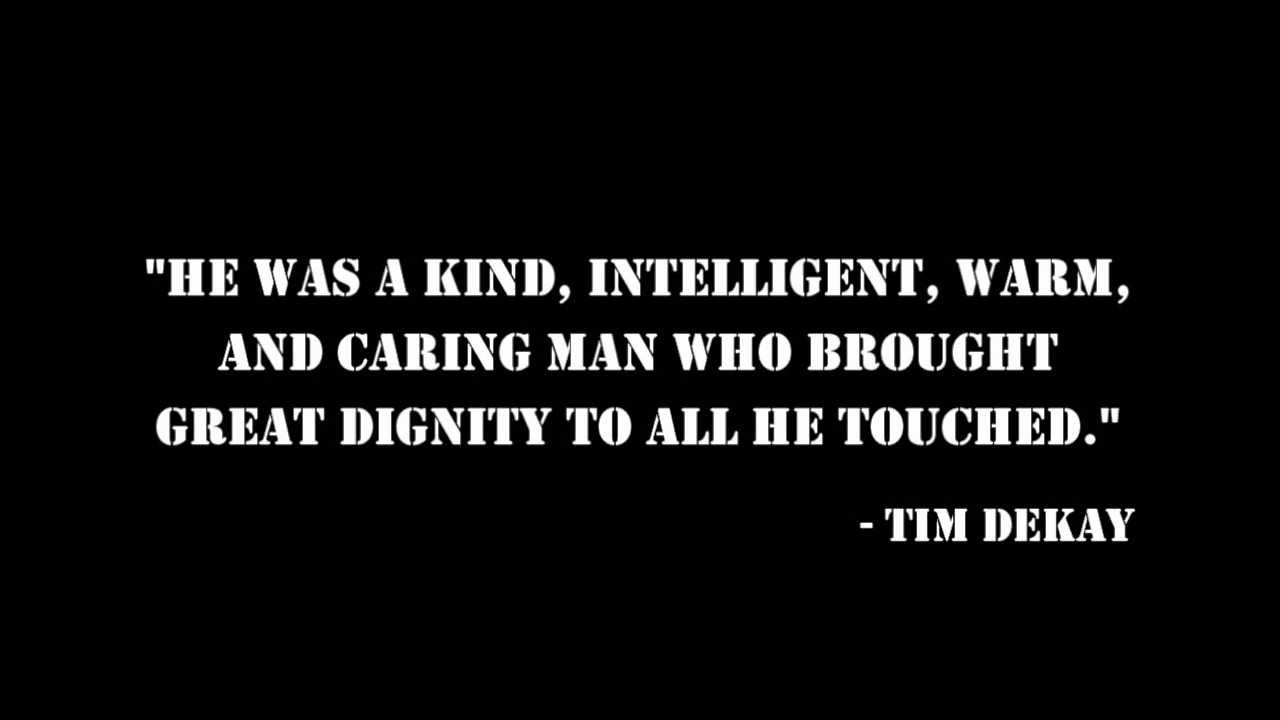 "HE WAS A KIND, INTELLIGENT, WARM,
AND CARING MAN WHO BROUGHT
GREAT DIGNITY TO ALL HE TOUCHED."
- TIM DEKAY